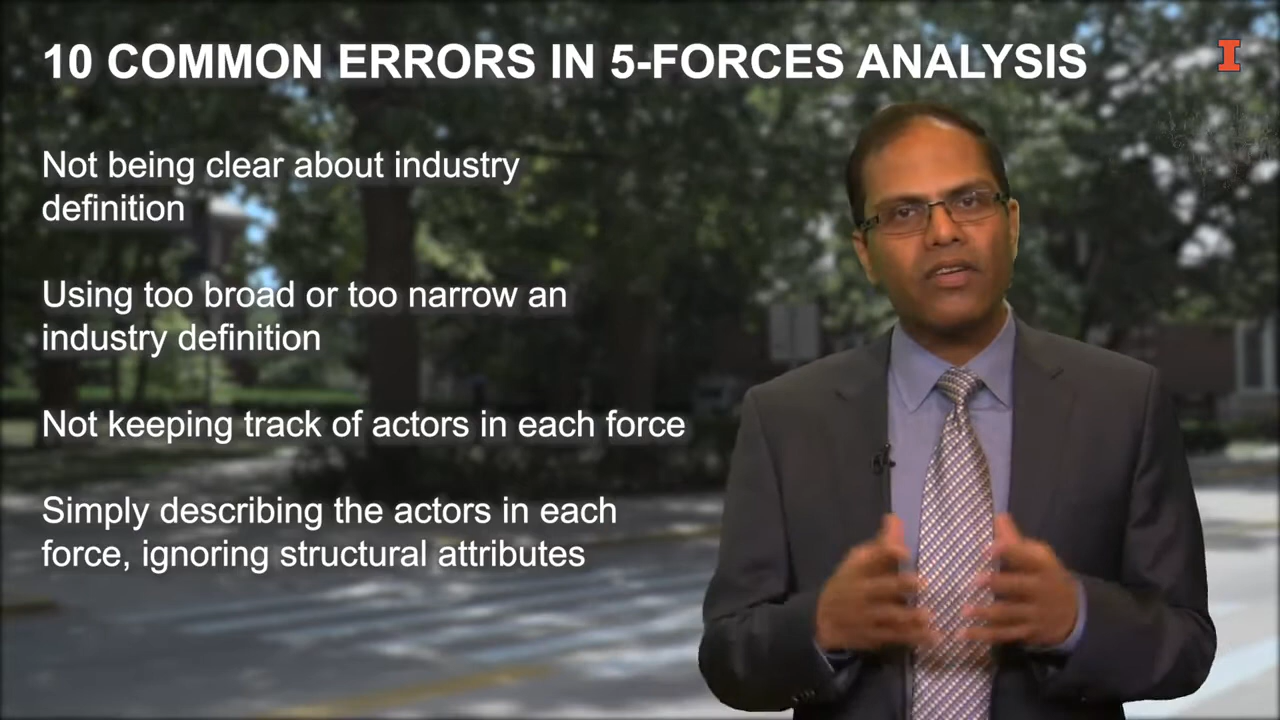 10 COMMON ERRORS IN 5-FORCES ANALYSIS
I
Not being clear about industry
definition
Using too broad or too narrow an
industry definition
Not keeping track of actors in each force
Simply describing the actors in each
force, ignoring structural attributes